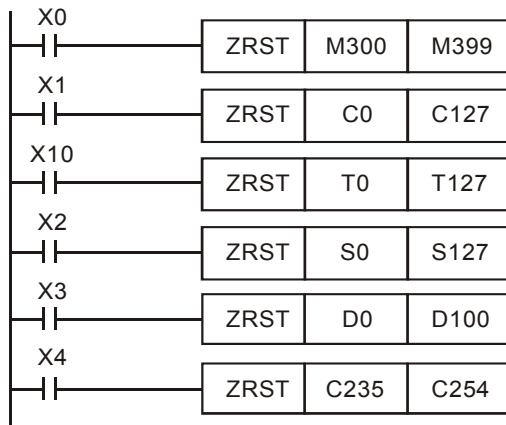 X0
ZRST M300 M399
X1
ZRST C0 C127
X10
ZRST T0 T127
X2
ZRST S0 S127
X3
ZRST D0 D100
X4
ZRST C235 C254